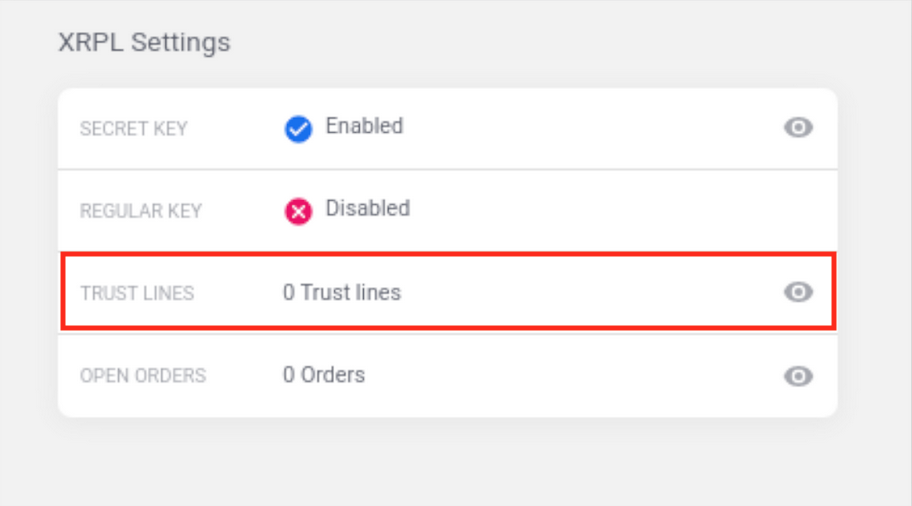 XRPL Settings
SECRET KEY Enabled
REGULAR KEY Disabled
TRUST LINES 0 Trust lines
OPEN ORDERS 0 Orders